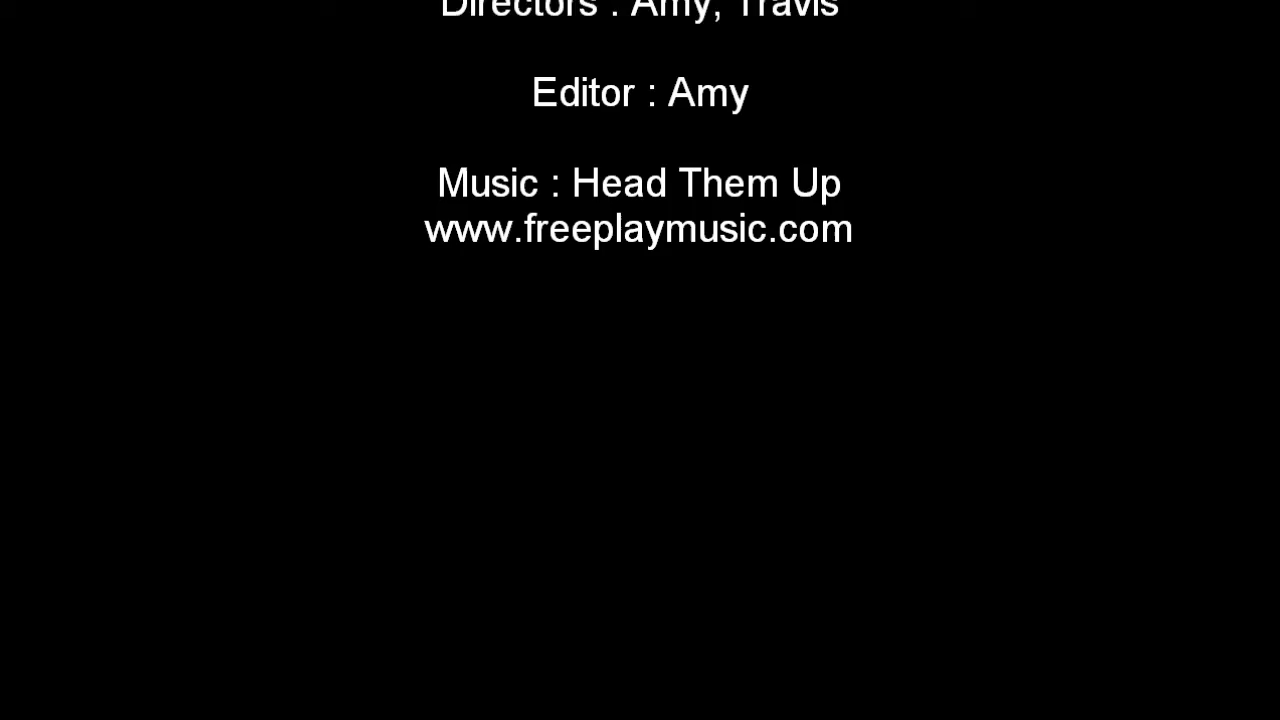 Directors : Amy, Travis
Editor : Amy
Music : Head Them Up
www.freeplaymusic.com